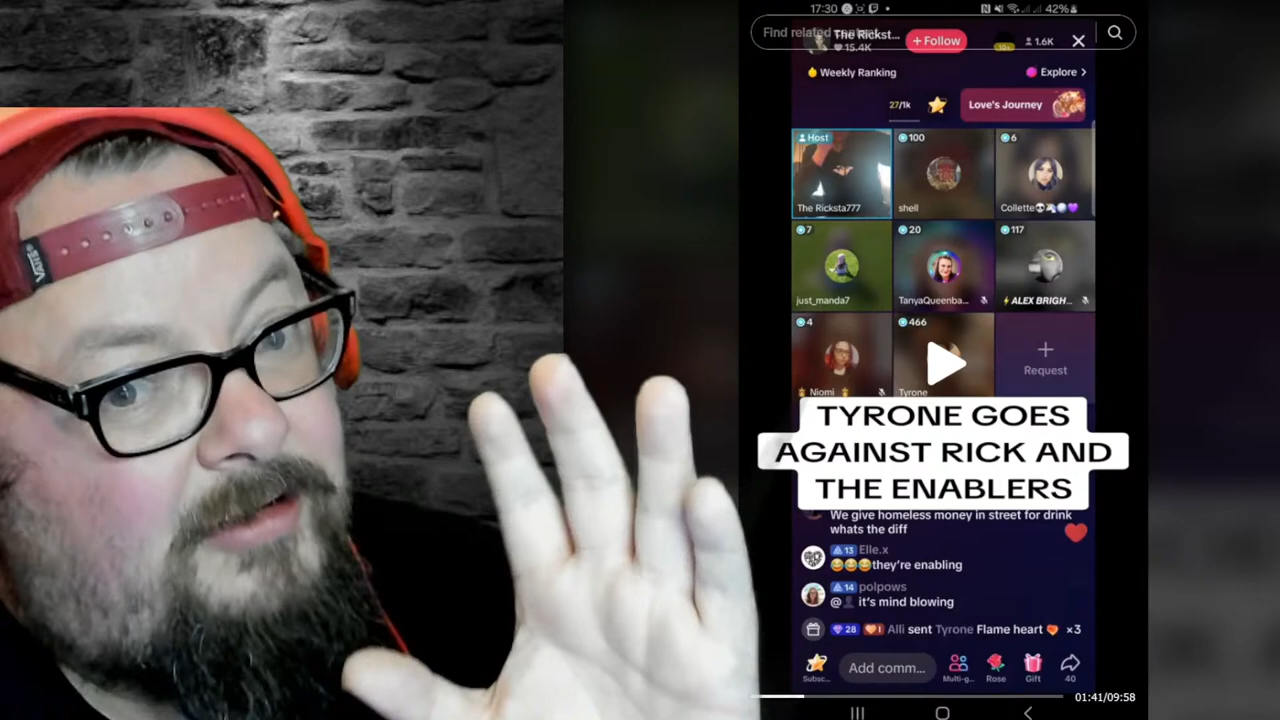 17:30
42%
Find related
The Rickst...
15.4K
+ Follow
1.6K
Weekly Ranking
Explore >
27/1k
Love's Journey
Host
100
6
The Ricksta777
shell
Collette
7
20
117
just_manda7
TanyaQueenba...
ALEX BRIGH...
4
466
Niomi
Tyrone
Request
TYRONE GOES
AGAINST RICK AND
THE ENABLERS
We give homeless money in street for drink
whats the diff
13 Elle.x
😂😂😂they're enabling
14 polpows
@👤 it's mind blowing
28 1 Alli sent Tyrone Flame heart ×3
Subsc...
Add comm...
Multi-g...
Rose
Gift
40
01:41/09:58
VANS